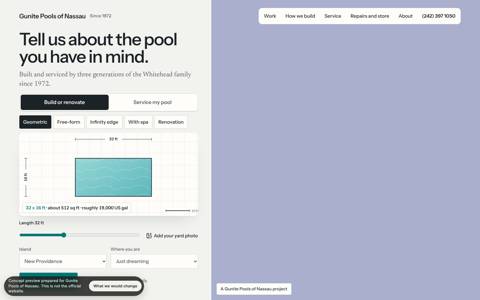 Gunite Pools of Nassau Since 1972
Work How we build Service Repairs and store About (242) 397 1050
Tell us about the pool
you have in mind.
Built and serviced by three generations of the Whitehead family
since 1972.
Build or renovate Service my pool
Geometric Free-form Infinity edge With spa Renovation
32 ft
16 ft
32 x 16 ft · about 512 sq ft · roughly 19,000 US gal
Length 32 ft
Add your yard photo
Island Where you are
New Providence Just dreaming
Concept preview prepared for Gunite
Pools of Nassau. This is not the official
website.
What we would change
A Gunite Pools of Nassau project